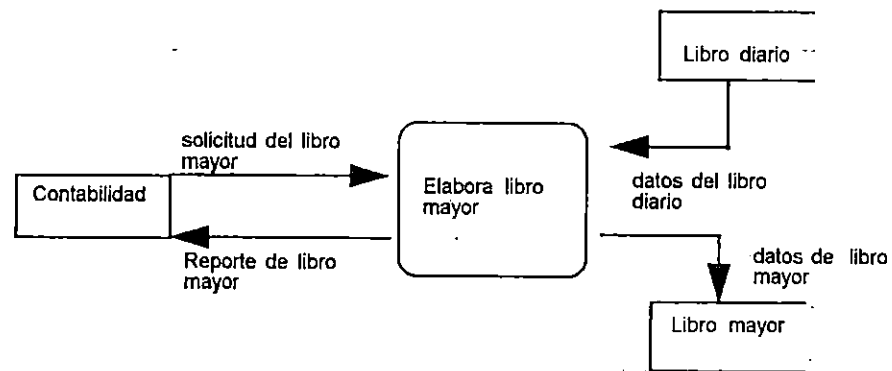 Libro diario
solicitud del libro
mayor
Contabilidad
Elabora libro
mayor
datos del libro
diario
Reporte de libro
mayor
datos de libro
mayor
Libro mayor